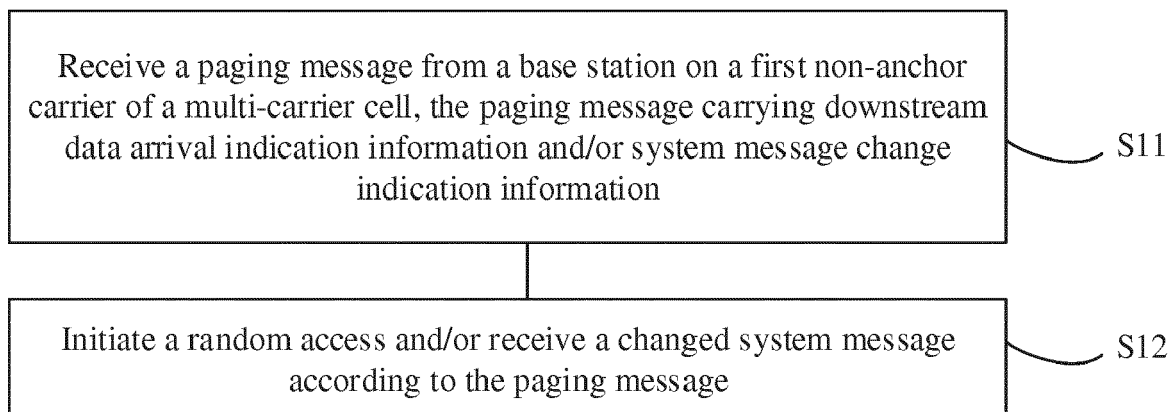 Receive a paging message from a base station on a first non-anchor
carrier of a multi-carrier cell, the paging message carrying downstream
data arrival indication information and/or system message change
indication information
S11
Initiate a random access and/or receive a changed system message
according to the paging message
S12